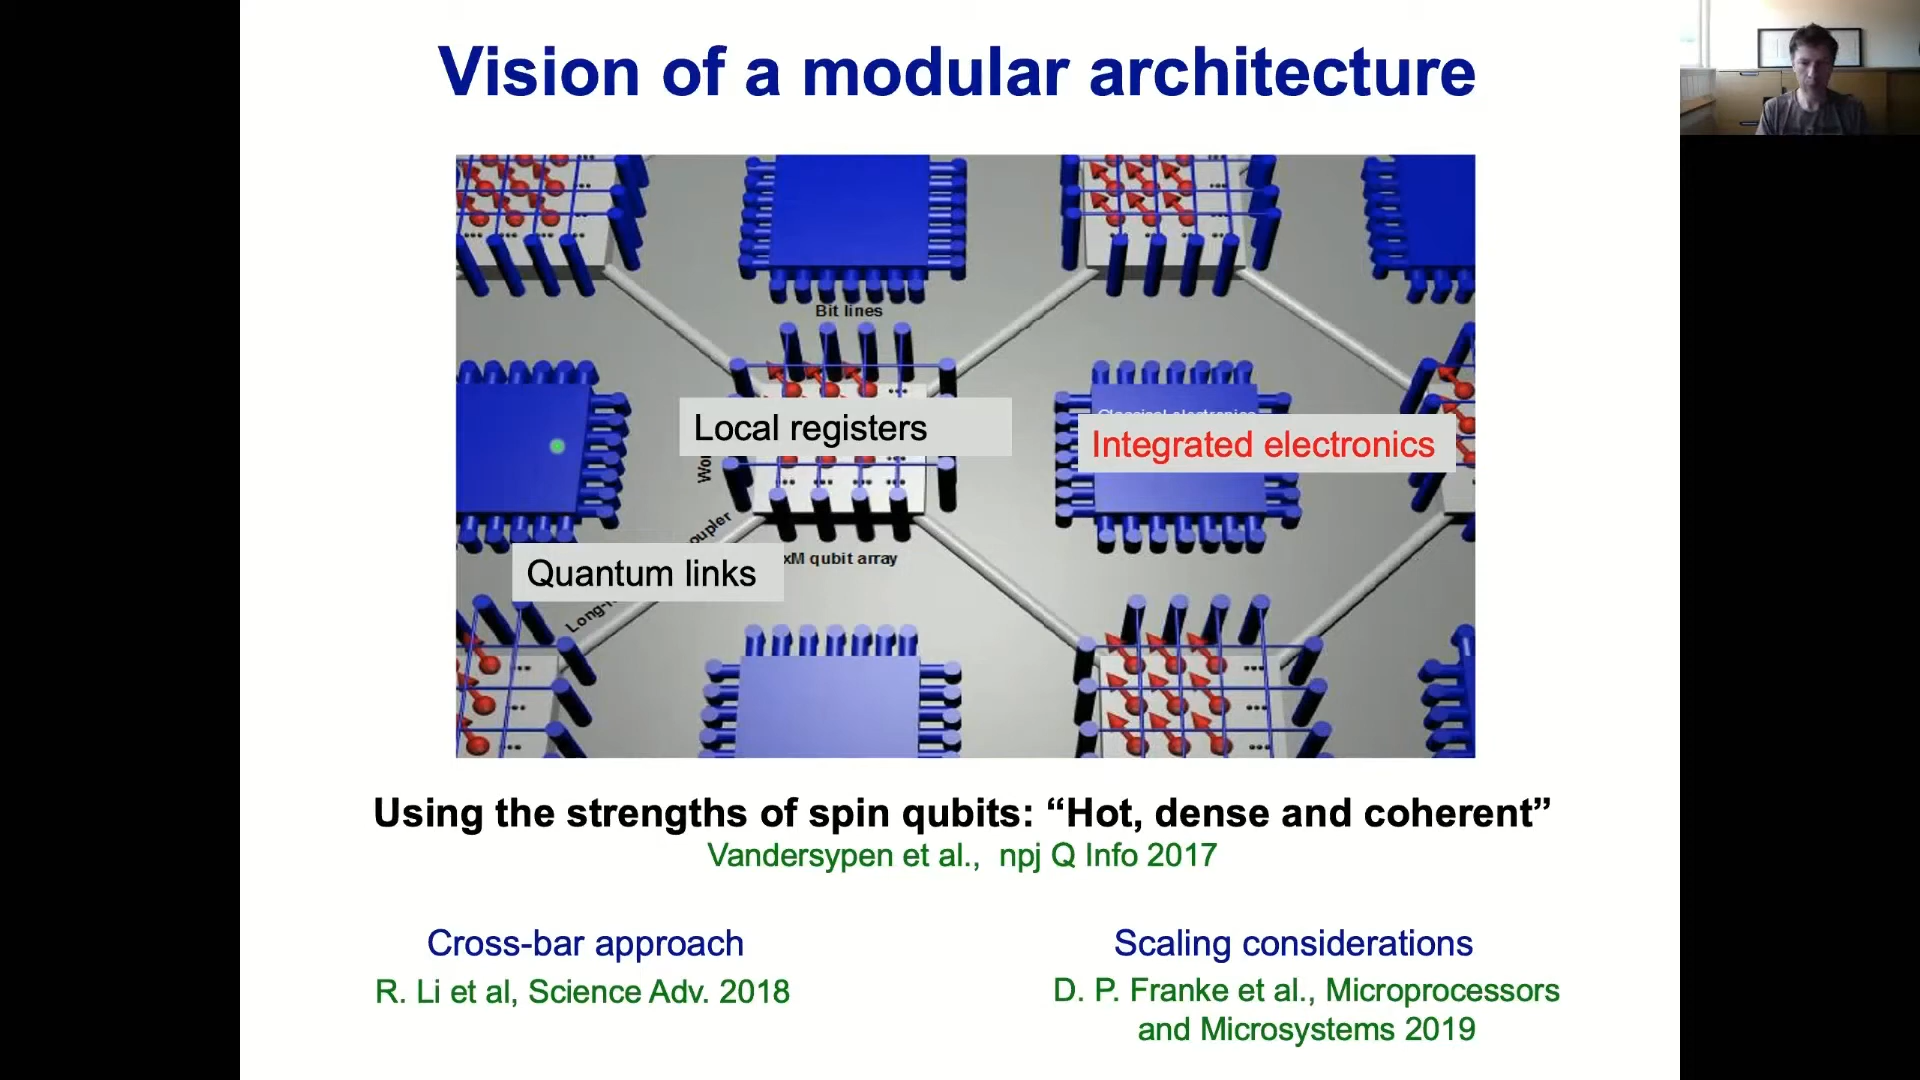 Vision of a modular architecture
Bit lines
Local registers
Integrated electronics
Quantum links
qubit array
Using the strengths of spin qubits: “Hot, dense and coherent”
Vandersypen et al., npj Q Info 2017
Cross-bar approach
R. Li et al, Science Adv. 2018
Scaling considerations
D. P. Franke et al., Microprocessors
and Microsystems 2019